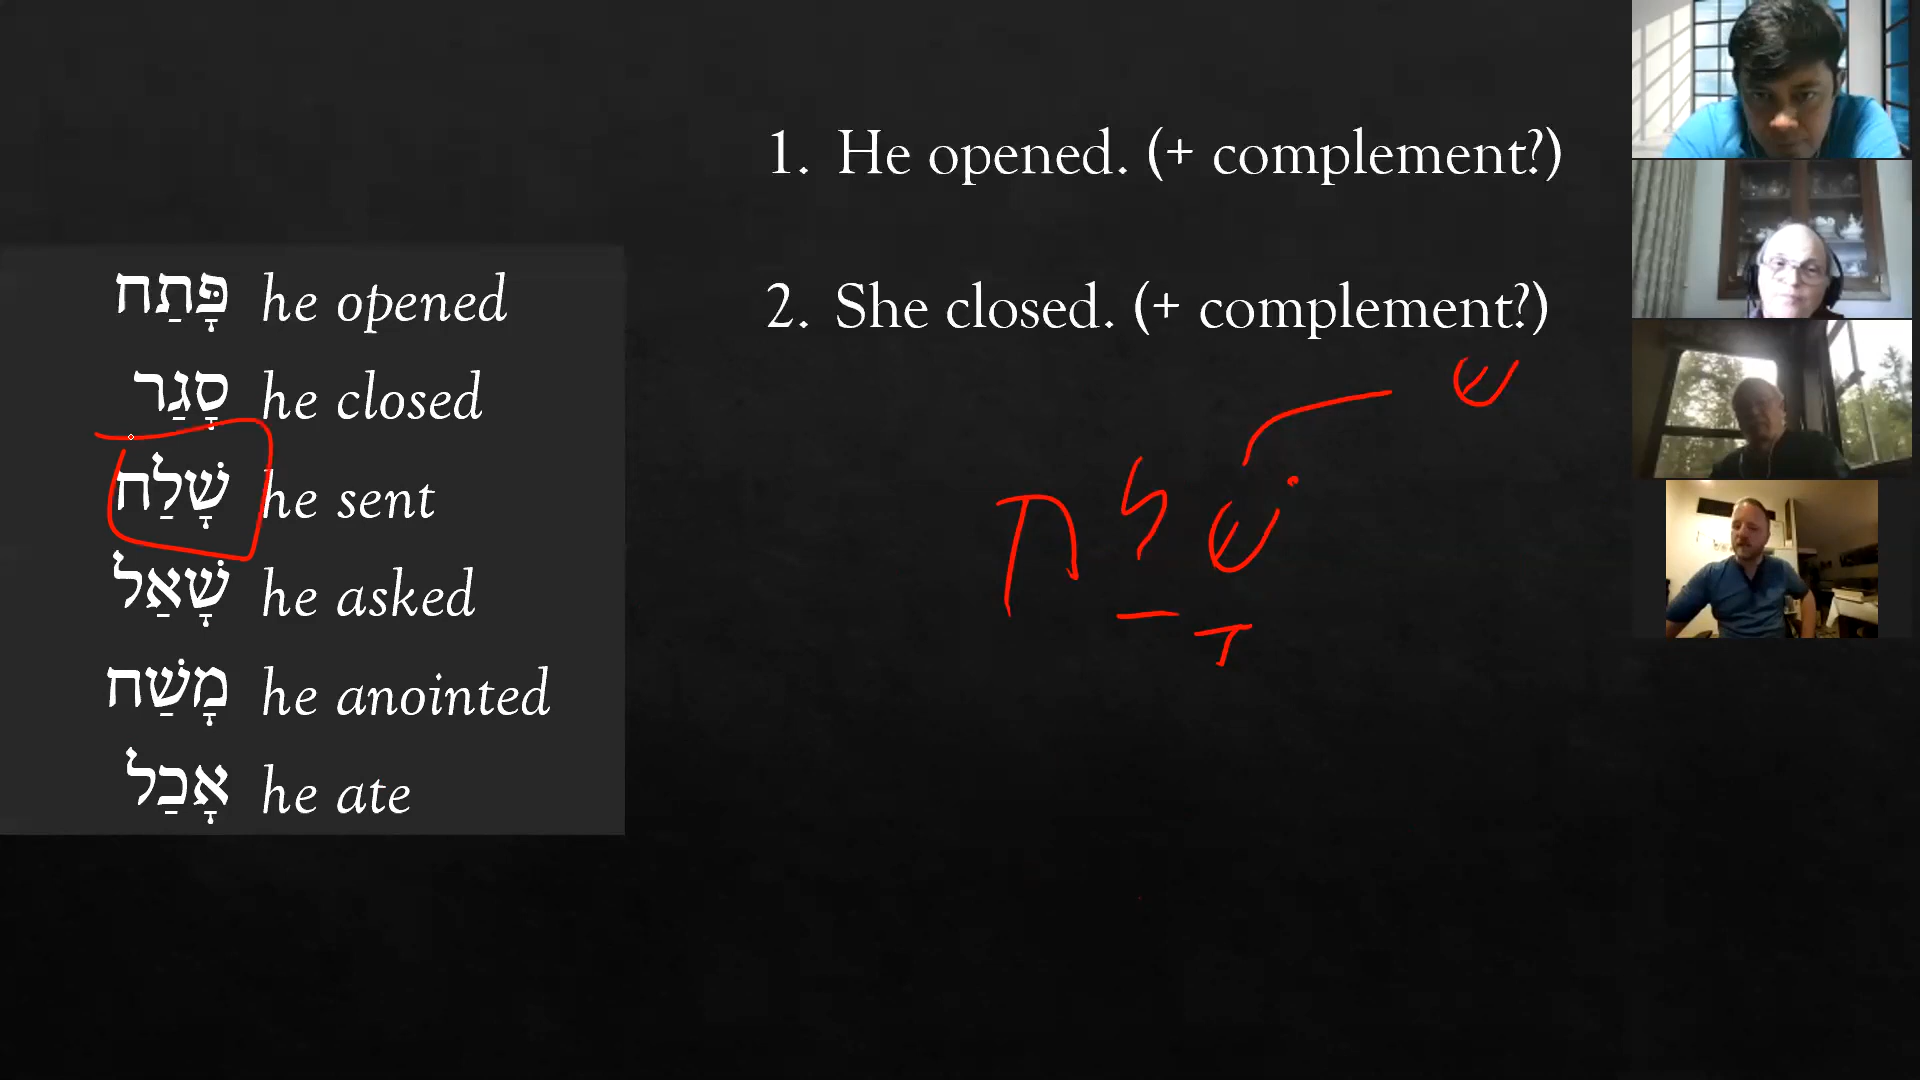 1. He opened. (+ complement?)
2. She closed. (+ complement?)
פָּתַח he opened
סָגַר he closed
שָׁלַח he sent
שָׁאַל he asked
מָשַׁח he anointed
אָכַל he ate
ש
שָׁלַח